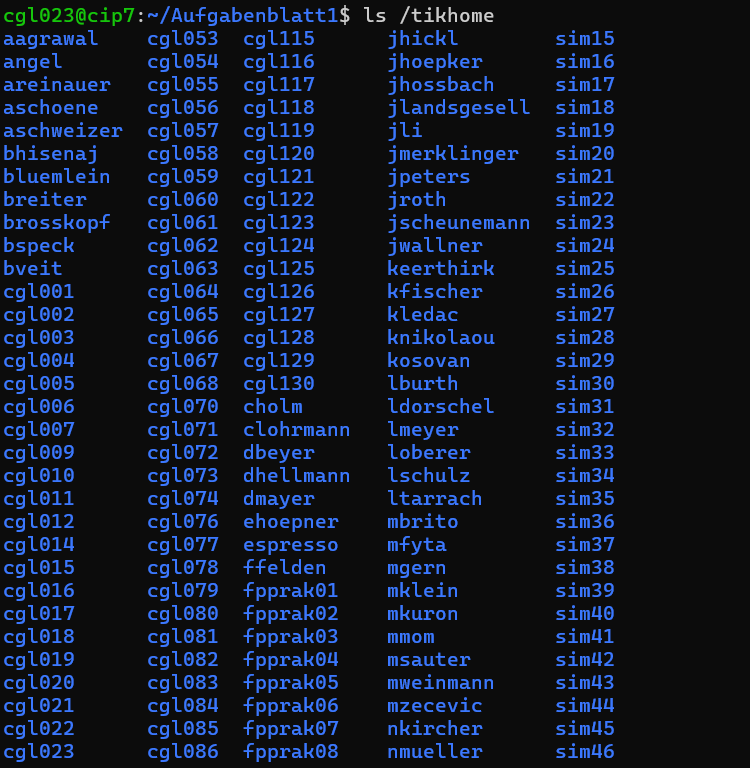 cgl023@cip7:~/Aufgabenblatt1$ ls /tikhome
aagrawal cgl053 cgl115 jhickl sim15
angel cgl054 cgl116 jhoepker sim16
areinauer cgl055 cgl117 jhossbach sim17
aschoene cgl056 cgl118 jlandsgesell sim18
aschweizer cgl057 cgl119 jli sim19
bhisenaj cgl058 cgl120 jmerklinger sim20
bluemlein cgl059 cgl121 jpeters sim21
breiter cgl060 cgl122 jroth sim22
brosskopf cgl061 cgl123 jscheunemann sim23
bspeck cgl062 cgl124 jwallner sim24
bveit cgl063 cgl125 keerthirk sim25
cgl001 cgl064 cgl126 kfischer sim26
cgl002 cgl065 cgl127 kledac sim27
cgl003 cgl066 cgl128 knikolaou sim28
cgl004 cgl067 cgl129 kosovan sim29
cgl005 cgl068 cgl130 lburth sim30
cgl006 cgl070 cholm ldorschel sim31
cgl007 cgl071 clohrmann lmeyer sim32
cgl009 cgl072 dbeyer loberer sim33
cgl010 cgl073 dhellmann lschulz sim34
cgl011 cgl074 dmayer ltarrach sim35
cgl012 cgl076 ehoepner mbrito sim36
cgl014 cgl077 espresso mfyta sim37
cgl015 cgl078 ffelden mgern sim38
cgl016 cgl079 fpprak01 mklein sim39
cgl017 cgl080 fpprak02 mkuron sim40
cgl018 cgl081 fpprak03 mmom sim41
cgl019 cgl082 fpprak04 msauter sim42
cgl020 cgl083 fpprak05 mweinmann sim43
cgl021 cgl084 fpprak06 mzecevic sim44
cgl022 cgl085 fpprak07 nkircher sim45
cgl023 cgl086 fpprak08 nmueller sim46